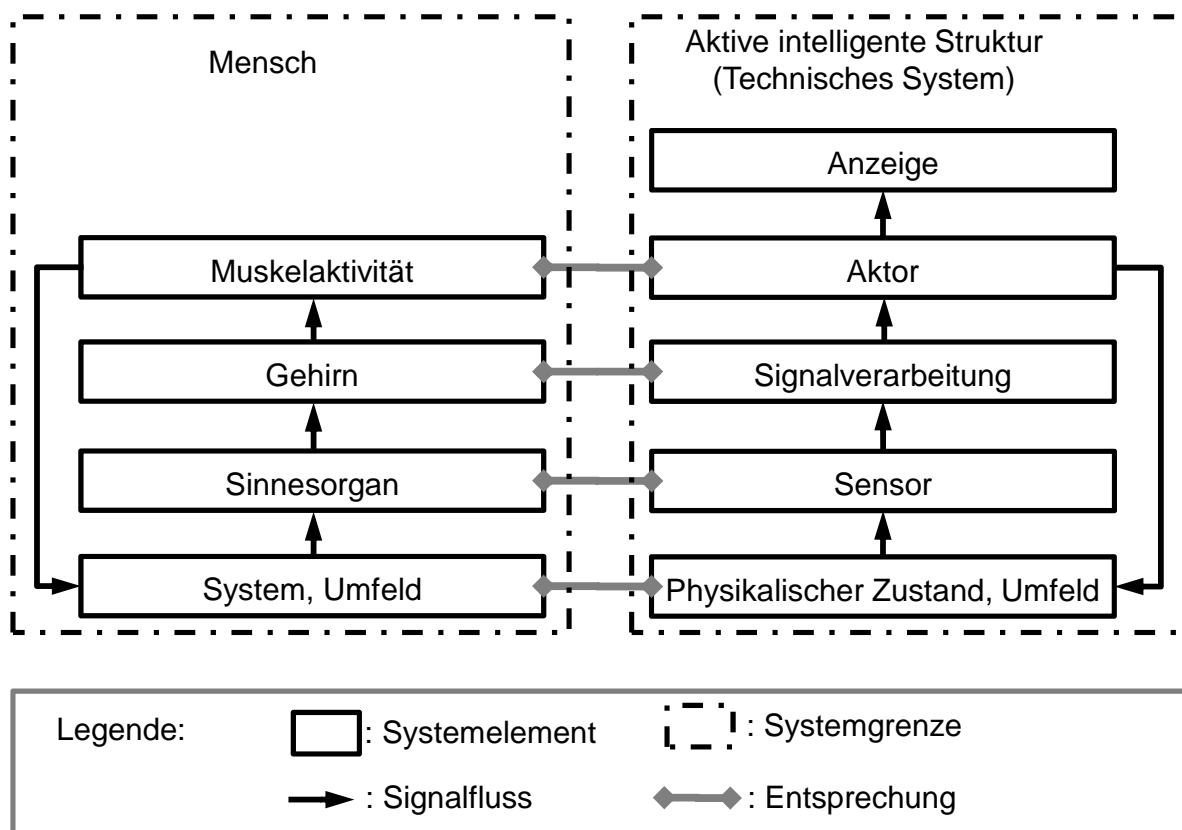 Mensch
Muskelaktivität
Gehirn
Sinnesorgan
System, Umfeld
Aktive intelligente Struktur
(Technisches System)
Anzeige
Aktor
Signalverarbeitung
Sensor
Physikalischer Zustand, Umfeld
Legende:
: Systemelement
: Systemgrenze
: Signalfluss
: Entsprechung